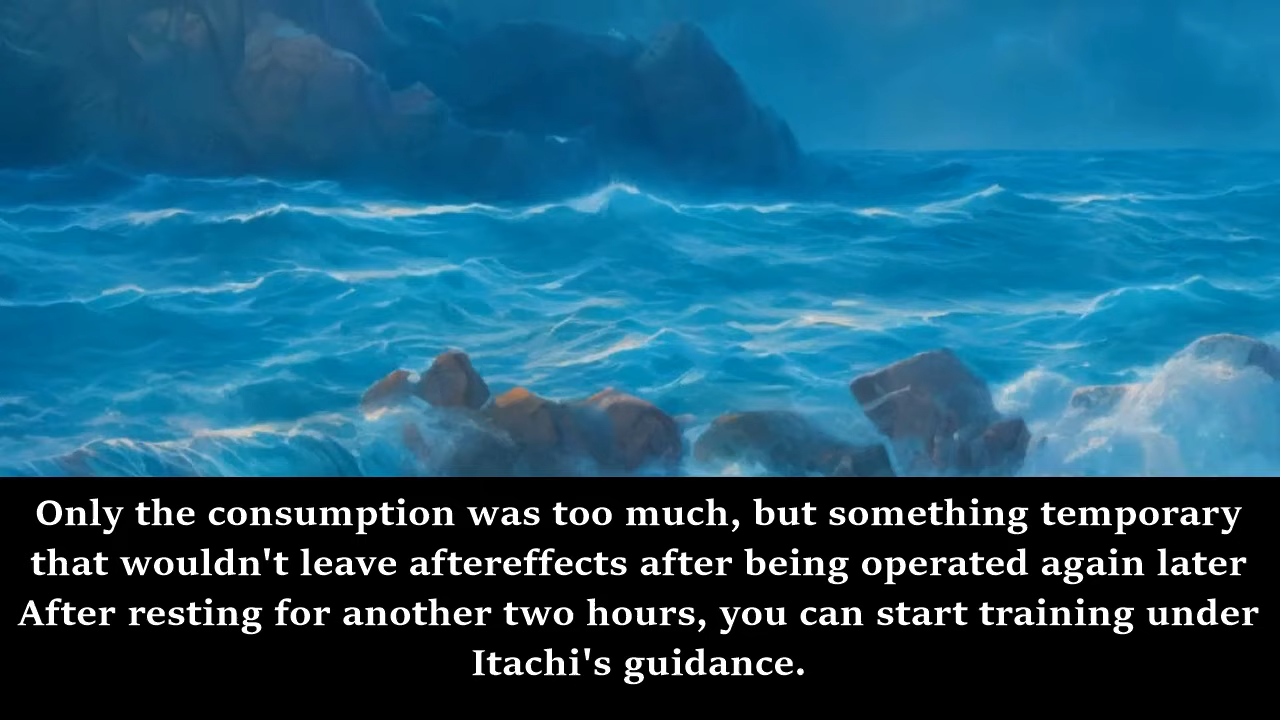 Only the consumption was too much, but something temporary
that wouldn't leave aftereffects after being operated again later
After resting for another two hours, you can start training under
Itachi's guidance.